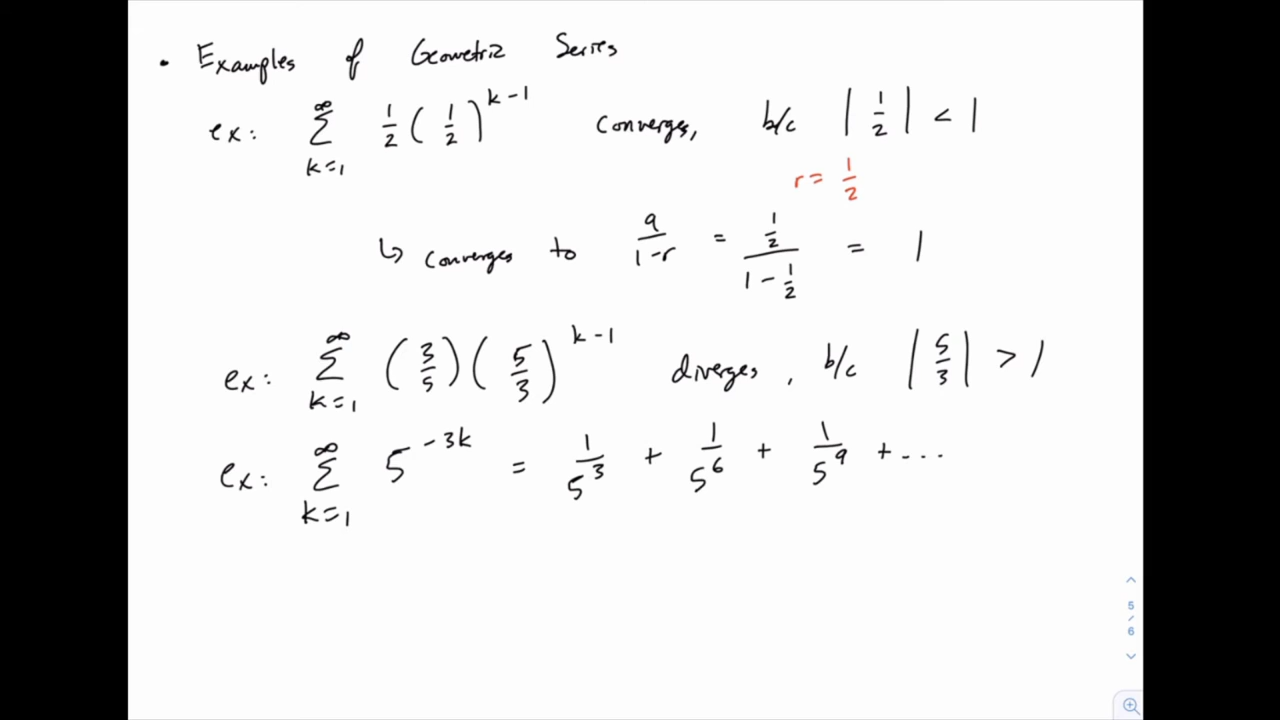 • Examples of Geometric Series
ex: ∞∑k=1 1/2 (1/2)^(k-1) converges, b/c |1/2| < 1
r = 1/2
↳ converges to a/(1-r) = (1/2)/(1 - 1/2) = 1
ex: ∞∑k=1 (3/5)(5/3)^(k-1) diverges, b/c |5/3| > 1
ex: ∞∑k=1 5^(-3k) = 1/5^3 + 1/5^6 + 1/5^9 + ...
5
/
6